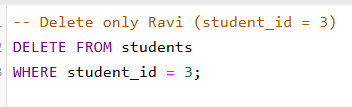 -- Delete only Ravi (student_id = 3)
DELETE FROM students
WHERE student_id = 3;